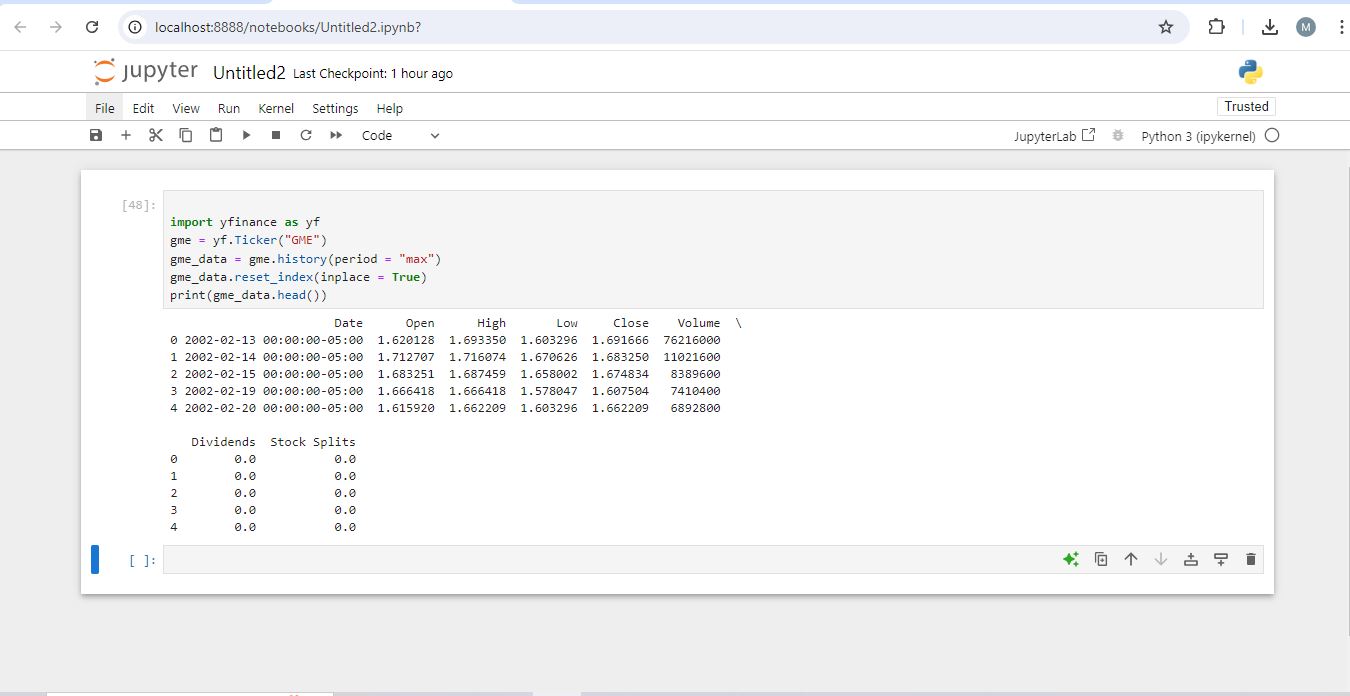 localhost:8888/notebooks/Untitled2.ipynb?
M
jupyter Untitled2 Last Checkpoint: 1 hour ago
File Edit View Run Kernel Settings Help
Trusted
Code
JupyterLab
Python 3 (ipykernel)
[48]:
import yfinance as yf
gme = yf.Ticker("GME")
gme_data = gme.history(period = "max")
gme_data.reset_index(inplace = True)
print(gme_data.head())
Date Open High Low Close Volume \
0 2002-02-13 00:00:00-05:00 1.620128 1.693350 1.603296 1.691666 76216000
1 2002-02-14 00:00:00-05:00 1.712707 1.716074 1.670626 1.683250 11021600
2 2002-02-15 00:00:00-05:00 1.683251 1.687459 1.658002 1.674834 8389600
3 2002-02-19 00:00:00-05:00 1.666418 1.666418 1.578047 1.607504 7410400
4 2002-02-20 00:00:00-05:00 1.615920 1.662209 1.603296 1.662209 6892800
Dividends Stock Splits
0 0.0 0.0
1 0.0 0.0
2 0.0 0.0
3 0.0 0.0
4 0.0 0.0
[ ]: